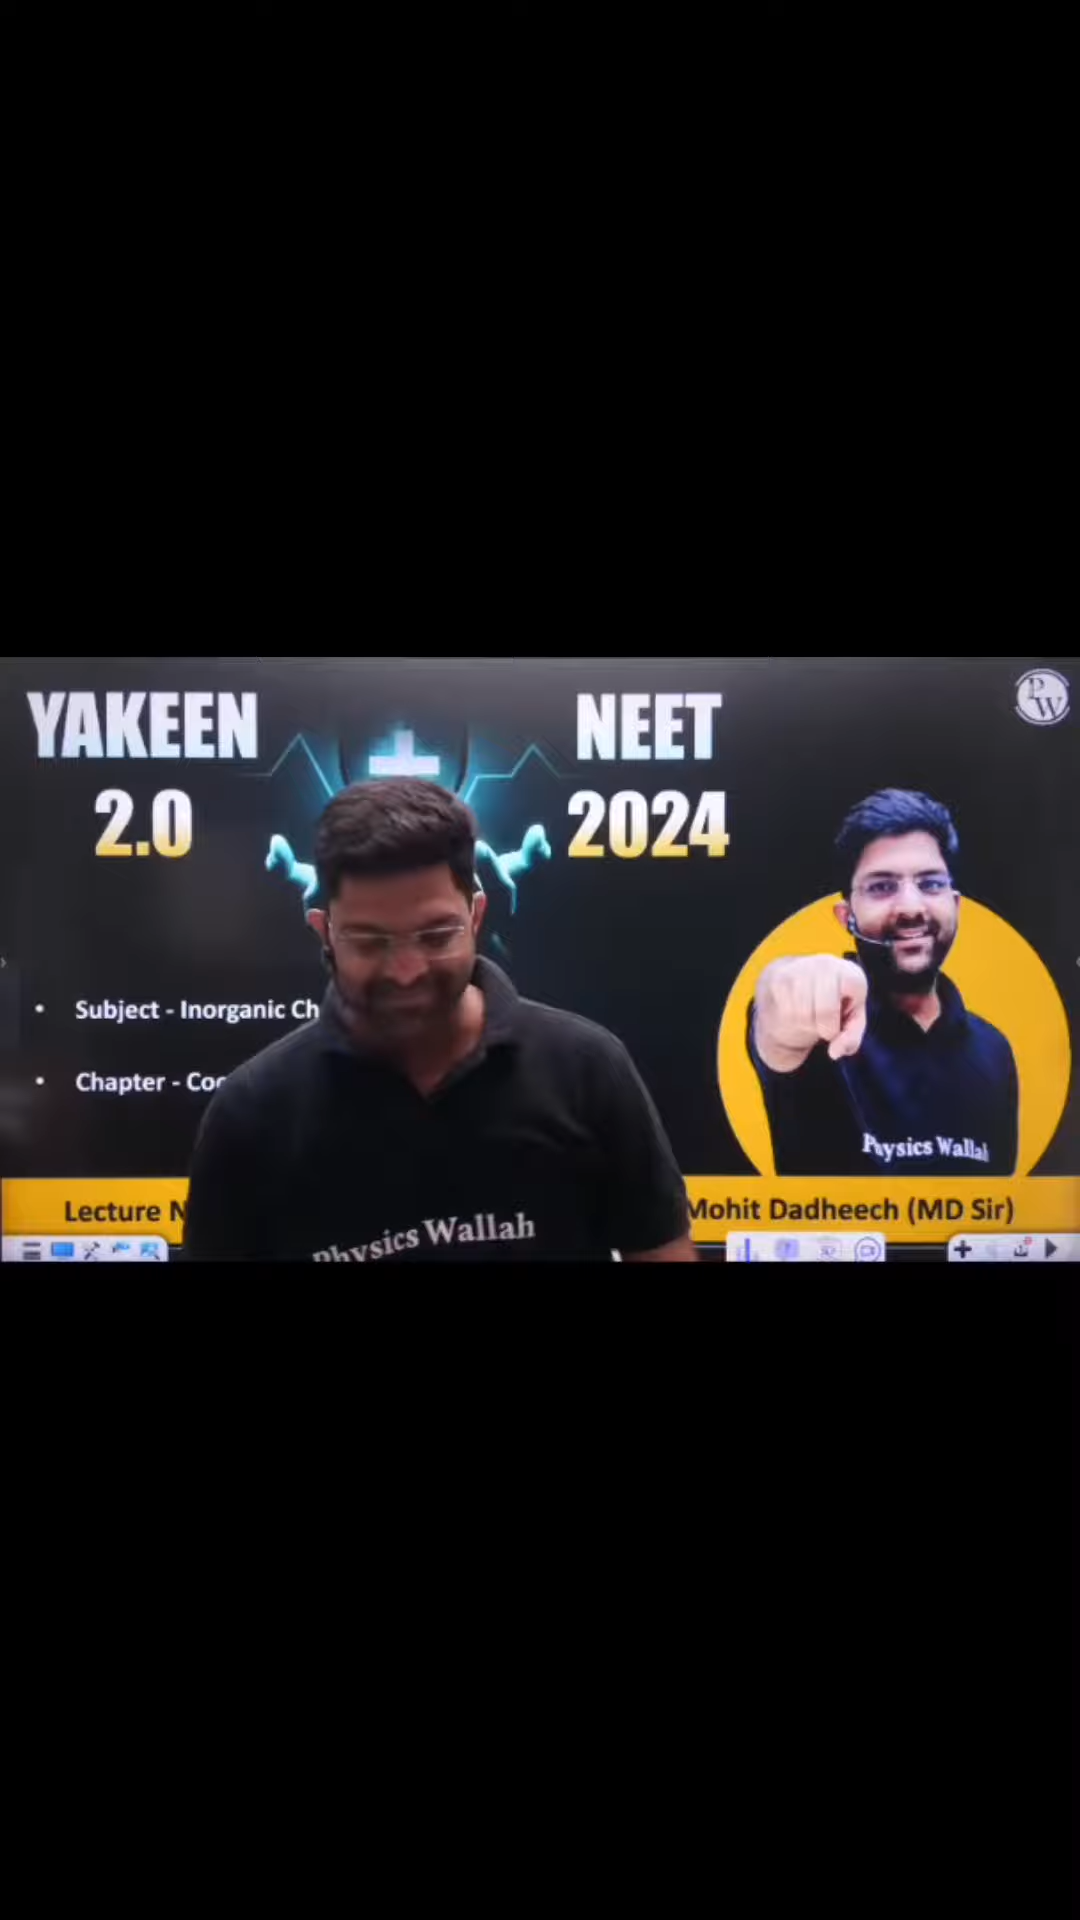 YAKEEN
2.0
NEET
2024
PW
• Subject - Inorganic Ch
• Chapter - Coo
Physics Wallah
Lecture N
Mohit Dadheech (MD Sir)
Physics Wallah